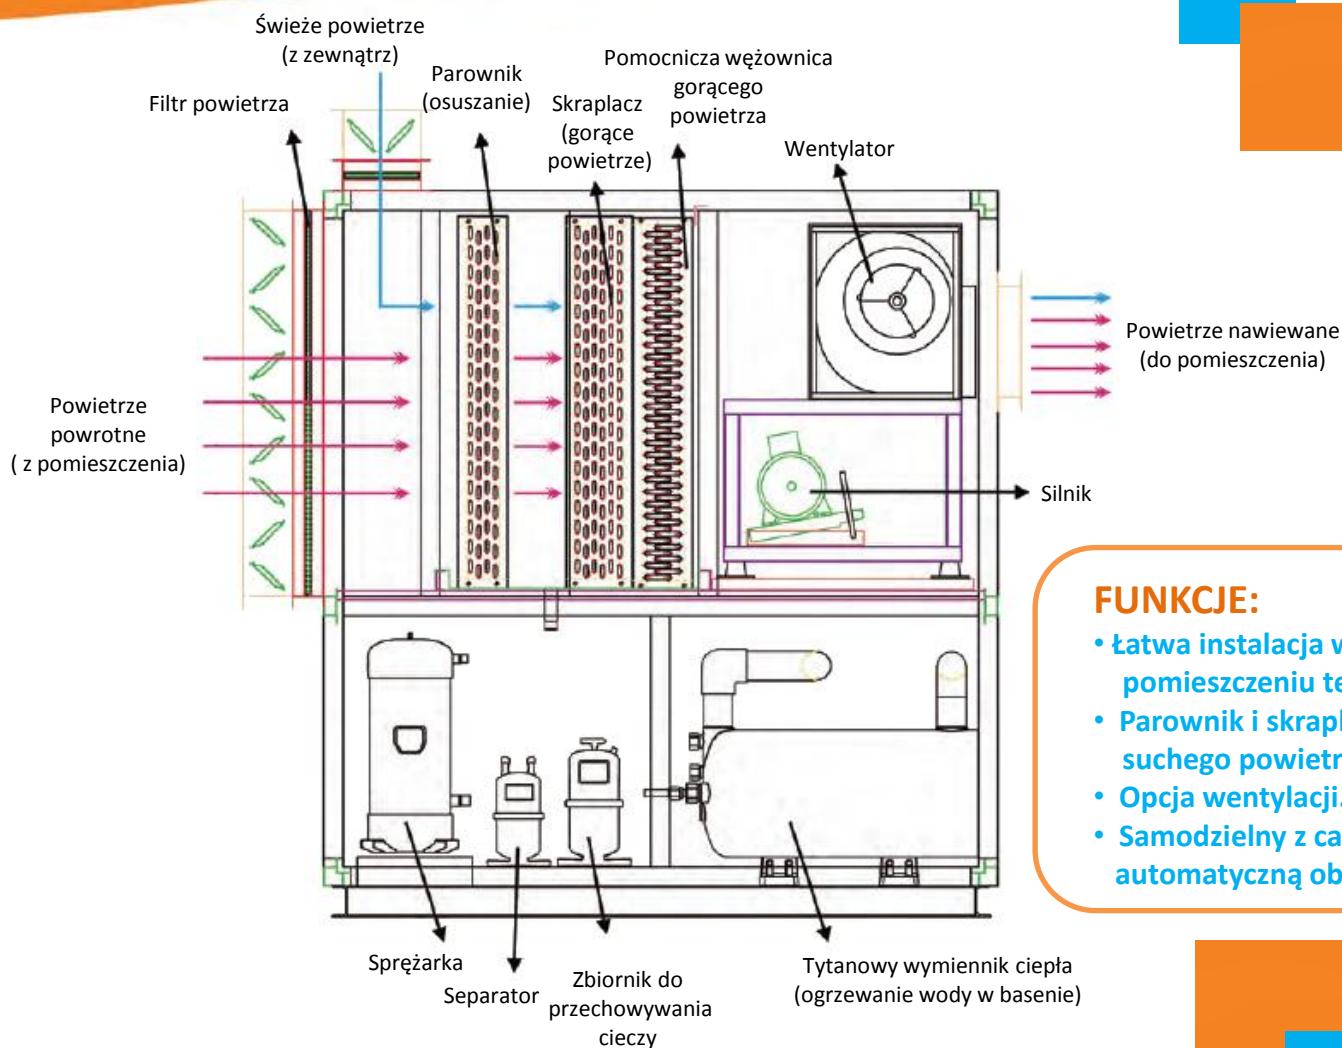 Świeże powietrze
(z zewnątrz)
Filtr powietrza
Parownik
(osuszanie)
Skraplacz
(gorące
powietrze)
Pomocnicza wężownica
gorącego
powietrza
Wentylator
Powietrze nawiewane
(do pomieszczenia)
Powietrze
powrotne
( z pomieszczenia)
Silnik
FUNKCJE:
• Łatwa instalacja w
pomieszczeniu te
• Parownik i skrapl
suchego powietr
• Opcja wentylacji.
• Samodzielny z ca
automatyczną ob
Sprężarka
Separator
Zbiornik do
przechowywania
cieczy
Tytanowy wymiennik ciepła
(ogrzewanie wody w basenie)